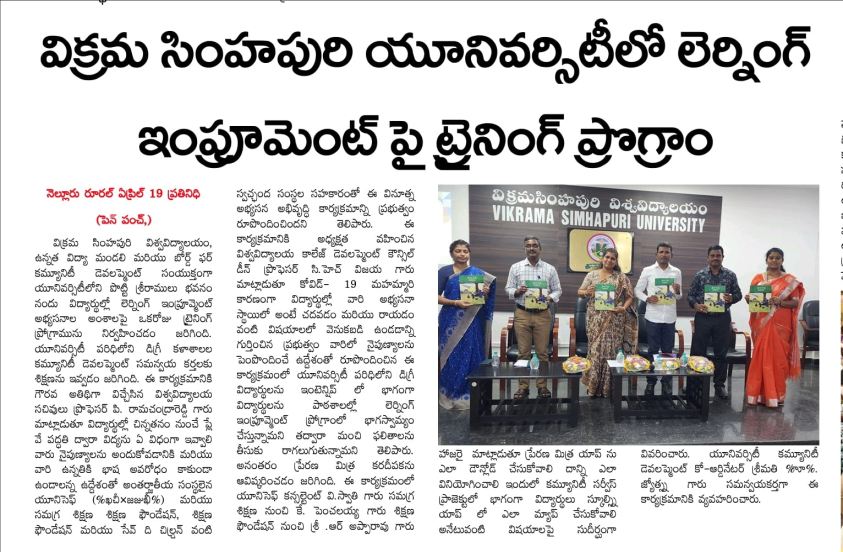 విక్రమ సింహపురి యూనివర్సిటీలో లెర్నింగ్
ఇంప్రూమెంట్ పై ట్రైనింగ్ ప్రొగ్రాం
నెల్లూరు రూరల్ ఏప్రిల్ 19 ప్రతినిధి
(పెన్ పంచ్,)
విక్రమ సింహపురి విశ్వవిద్యాలయం,
ఉన్నత విద్యా మండలి మరియు బోర్డ్ ఫర్
కమ్యూనిటీ డెవలప్మెంట్ సంయుక్తంగా
యూనివర్సిటీలోని పొట్టి శ్రీరాములు భవనం
నందు విద్యార్థుల్లో లెర్నింగ్ ఇంప్రూవ్మెంట్
అభ్యసనాల అంశాలపై ఒకరోజు ట్రైనింగ్
ప్రోగ్రామును నిర్వహించడం జరిగింది.
యూనివర్సిటీ పరిధిలోని డిగ్రీ కళాశాలల
కమ్యూనిటీ డెవలప్మెంట్ సమన్వయ కర్తలకు
శిక్షణను ఇవ్వడం జరిగింది. ఈ కార్యక్రమానికి
గౌరవ అతిథిగా విచ్చేసిన విశ్వవిద్యాలయ
సచివులు ప్రొఫెసర్ పి. రామచంద్రారెడ్డి గారు
మాట్లాడుతూ విద్యార్థుల్లో చిన్నతనం నుంచే ప్లే
వే పద్ధతి ద్వారా విద్యను ఏ విధంగా ఇవ్వాలి
వారు నైపుణ్యాలను అందుకోవడానికి మరియు
వారి ఉన్నతికి భాష అవరోధం కాకుండా
ఉండాలన్న ఉద్దేశంతో అంతర్జాతీయ సంస్థలైన
యూనిసెఫ్ మరియు
సమగ్ర శిక్షణ శిక్షణ ఫౌండేషన్, శిక్షణ
ఫౌండేషన్ మరియు సేవ్ ది చిల్డ్రన్ వంటి
స్వచ్ఛంద సంస్థల సహకారంతో ఈ వినూత్న
అభ్యసన అభివృద్ధి కార్యక్రమాన్ని ప్రభుత్వం
రూపొందించిందని తెలిపారు. ఈ
కార్యక్రమానికి అధ్యక్షత వహించిన
విశ్వవిద్యాలయ కాలేజ్ డెవలప్మెంట్ కౌన్సిల్
డీన్ ప్రొఫెసర్ సి.హెచ్ విజయ గారు
మాట్లాడుతూ కోవిడ్- 19 మహమ్మారి
కారణంగా విద్యార్థుల్లో వారి అభ్యసనా
స్థాయిలో అంటే చదవడం మరియు రాయడం
వంటి విషయాలలో వెనుకబడి ఉండడాన్ని
గుర్తించిన ప్రభుత్వం వారిలో నైపుణ్యాలను
పెంపొందించే ఉద్దేశంతో రూపొందించిన ఈ
కార్యక్రమంలో యూనివర్సిటీ పరిధిలోని డిగ్రీ
విద్యార్థులను ఇంటెన్షిప్ లో భాగంగా
విద్యార్థులను పాఠశాలల్లో లెర్నింగ్
ఇంప్రూవ్మెంట్ ప్రోగ్రాంలో భాగస్వామ్యం
చేస్తున్నామని తద్వారా మంచి ఫలితాలను
తీసుకు రాగలుగుతున్నామని తెలిపారు.
అనంతరం ప్రేరణ మిత్ర కరదీపకను
ఆవిష్కరించడం జరిగింది. ఈ కార్యక్రమంలో
యూనిసెఫ్ కన్సల్టెంట్ వి.స్వాతి గారు సమగ్ర
శిక్షణ నుంచి కే. పెంచలయ్య గారు శిక్షణ
ఫౌండేషన్ నుంచి శ్రీ .ఆర్ అప్పారావు గారు
విక్రమసింహపురి విశ్వవిద్యాలయం
VIKRAMA SIMHAPURI UNIVERSITY
హాజరై మాట్లాడుతూ ప్రేరణ మిత్ర యాప్ ను
ఎలా డౌన్లోడ్ చేసుకోవాలి దాన్ని ఎలా
వినియోగించాలి ఇందులో కమ్యూనిటీ సర్వీస్
ప్రాజెక్టులో భాగంగా విద్యార్థులు స్కూల్స్ని
యాప్ లో ఎలా మ్యాప్ చేసుకోవాలి
అనేటువంటి విషయాలపై సుదీర్ఘంగా
వివరించారు. యూనివర్సిటీ కమ్యూనిటీ
డెవలప్మెంట్ కో-ఆర్డినేటర్ శ్రీమతి
జ్యోత్స్న గారు సమన్వయకర్తగా ఈ
కార్యక్రమానికి వ్యవహరించారు.